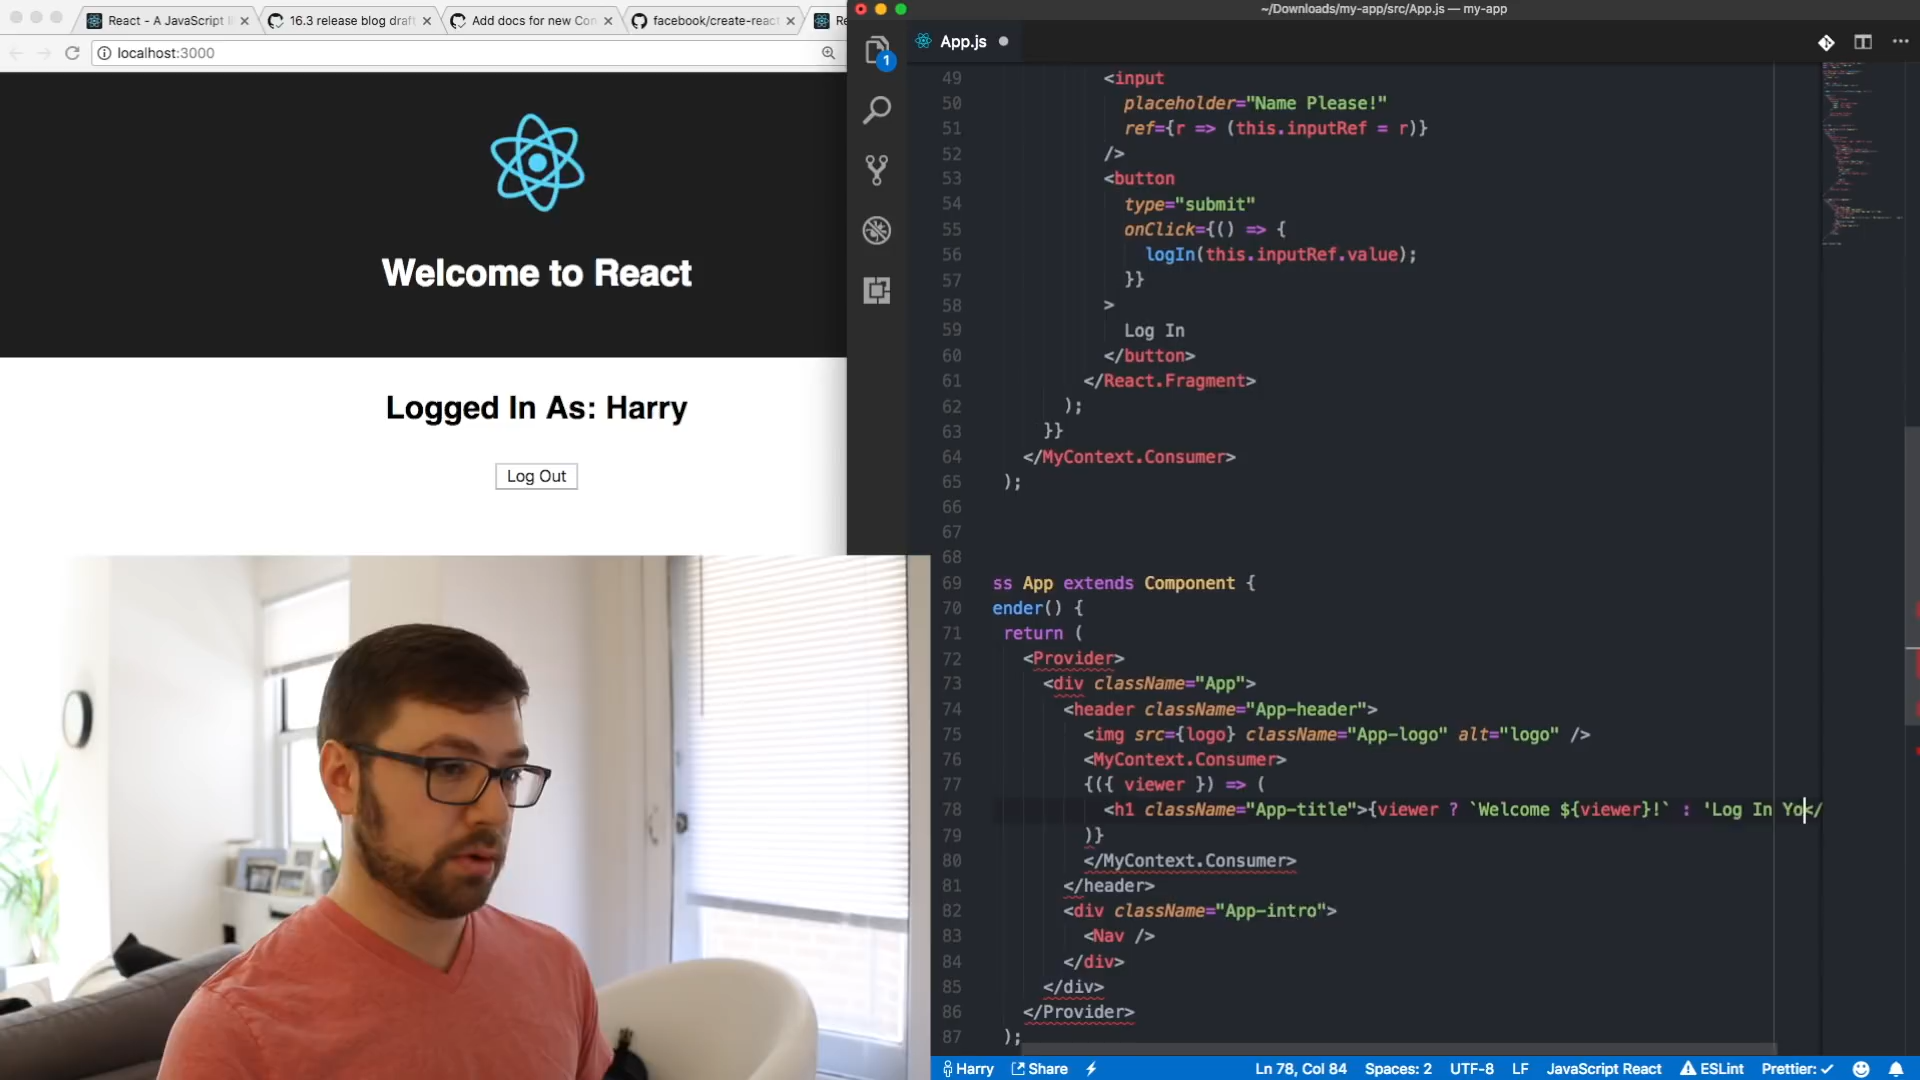 React - A JavaScript li
16.3 release blog draft
Add docs for new Con
facebook/create-react
Re
localhost:3000
Welcome to React
Logged In As: Harry
Log Out
~/Downloads/my-app/src/App.js — my-app
1
App.js
49 <input
50 placeholder="Name Please!"
51 ref={r => (this.inputRef = r)}
52 />
53 <button
54 type="submit"
55 onClick={() => {
56 logIn(this.inputRef.value);
57 }}
58 >
59 Log In
60 </button>
61 </React.Fragment>
62 );
63 }}
64 </MyContext.Consumer>
65 );
66
67
68
69 ss App extends Component {
70 ender() {
71 return (
72 <Provider>
73 <div className="App">
74 <header className="App-header">
75 <img src={logo} className="App-logo" alt="logo" />
76 <MyContext.Consumer>
77 {({ viewer }) => (
78 <h1 className="App-title">{viewer ? `Welcome ${viewer}!` : 'Log In Yo</
79 )}
80 </MyContext.Consumer>
81 </header>
82 <div className="App-intro">
83 <Nav />
84 </div>
85 </div>
86 </Provider>
87 );
Harry Share Ln 78, Col 84 Spaces: 2 UTF-8 LF JavaScript React ESLint Prettier: ✓